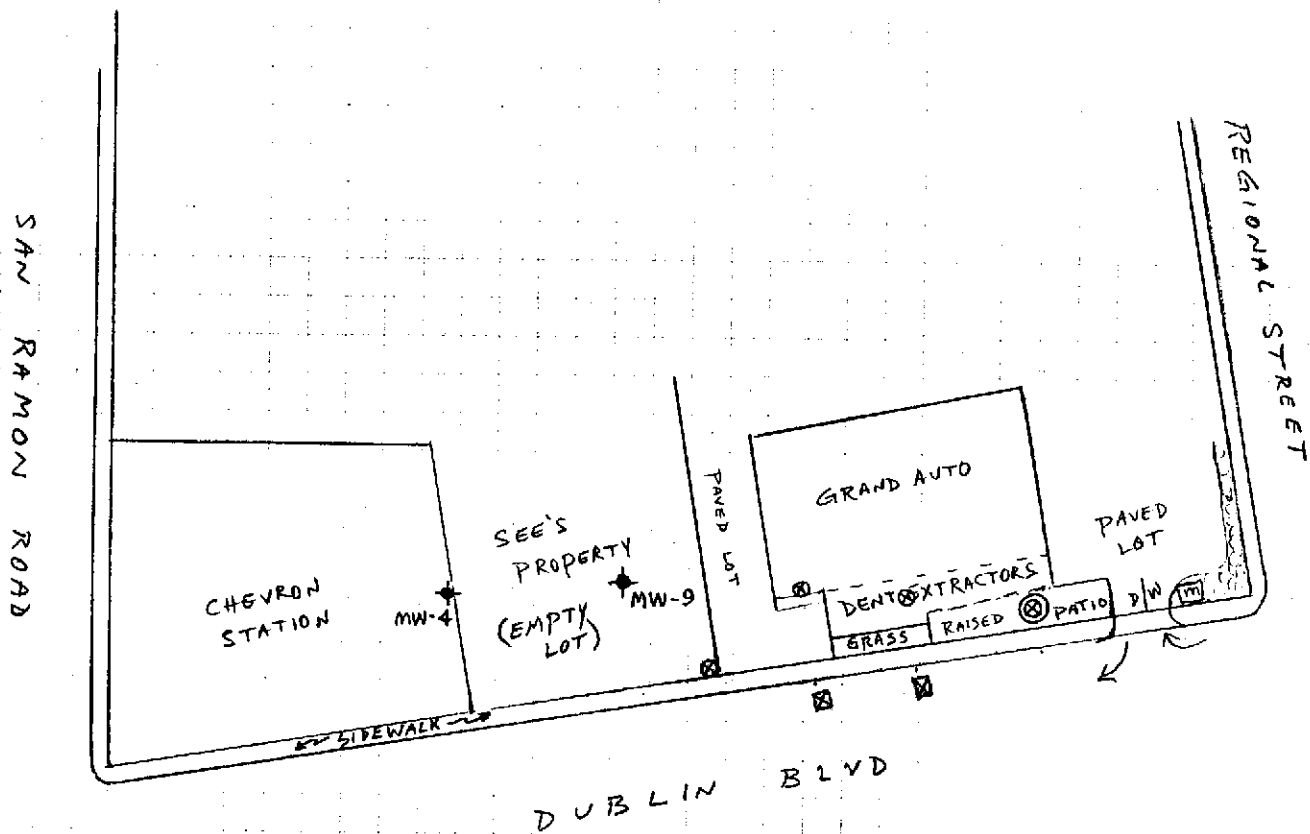 REGIONAL STREET
SAN RAMON ROAD
PAVED LOT
GRAND AUTO
SEE'S
PROPERTY
(EMPTY
LOT)
PAVED
LOT
CHEVRON
STATION
MW-4
MW-9
DENT EXTRACTORS
GRASS
RAISED
PATIO
D/W
m
SIDEWALK
DUBLIN BLVD